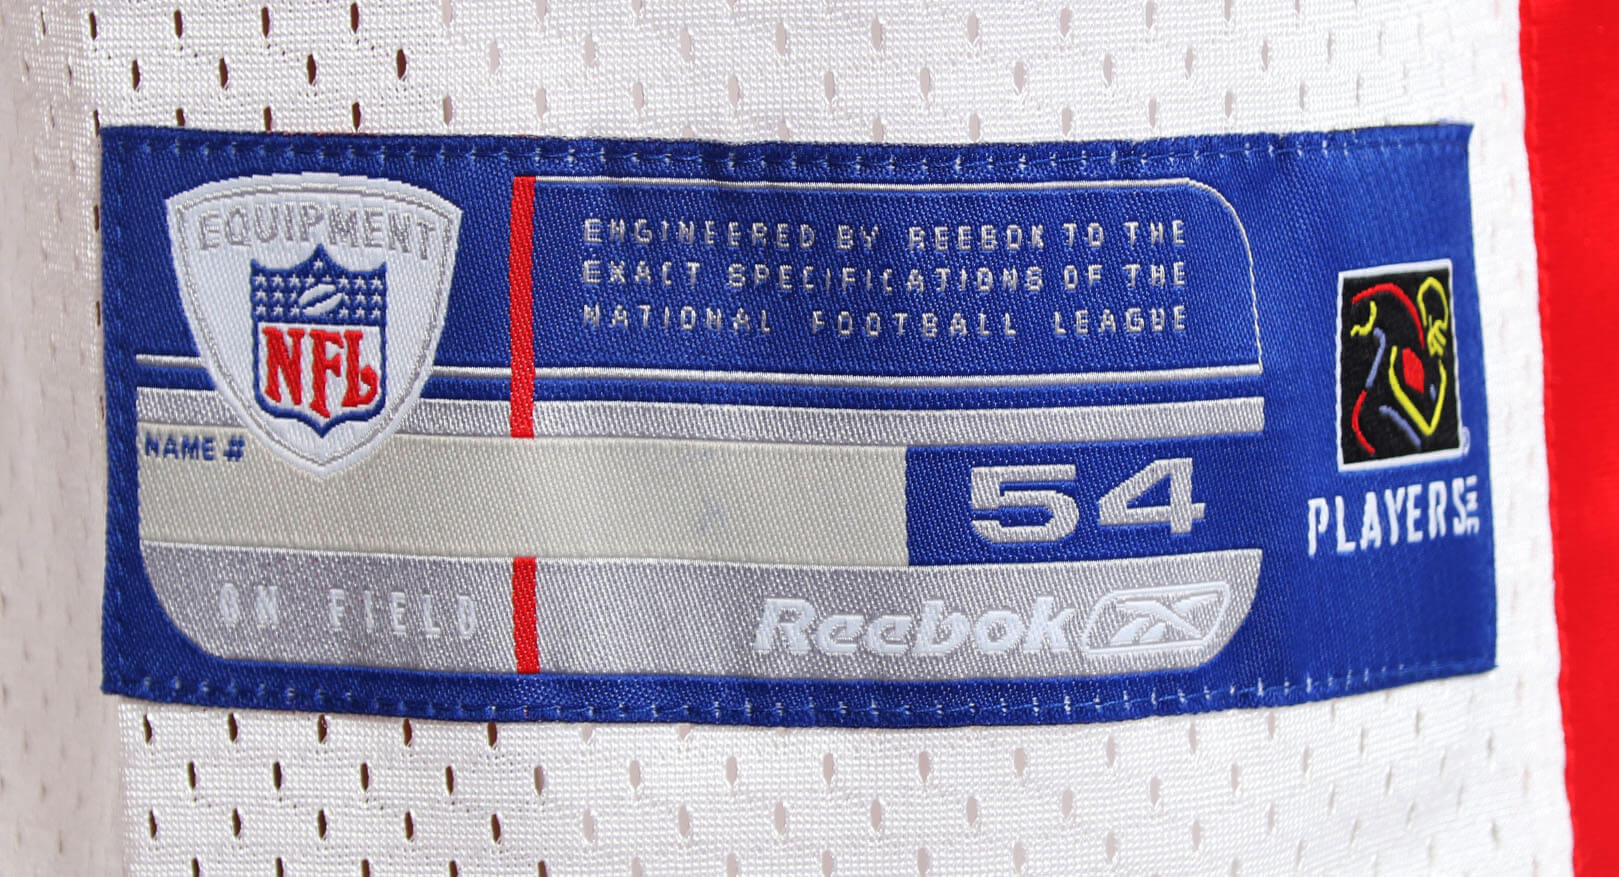 EQUIPMENT
NFL
ENGINEERED BY REEBOK TO THE
EXACT SPECIFICATIONS OF THE
NATIONAL FOOTBALL LEAGUE
NAME #
54
ON FIELD
Reebok
PLAYERS INC